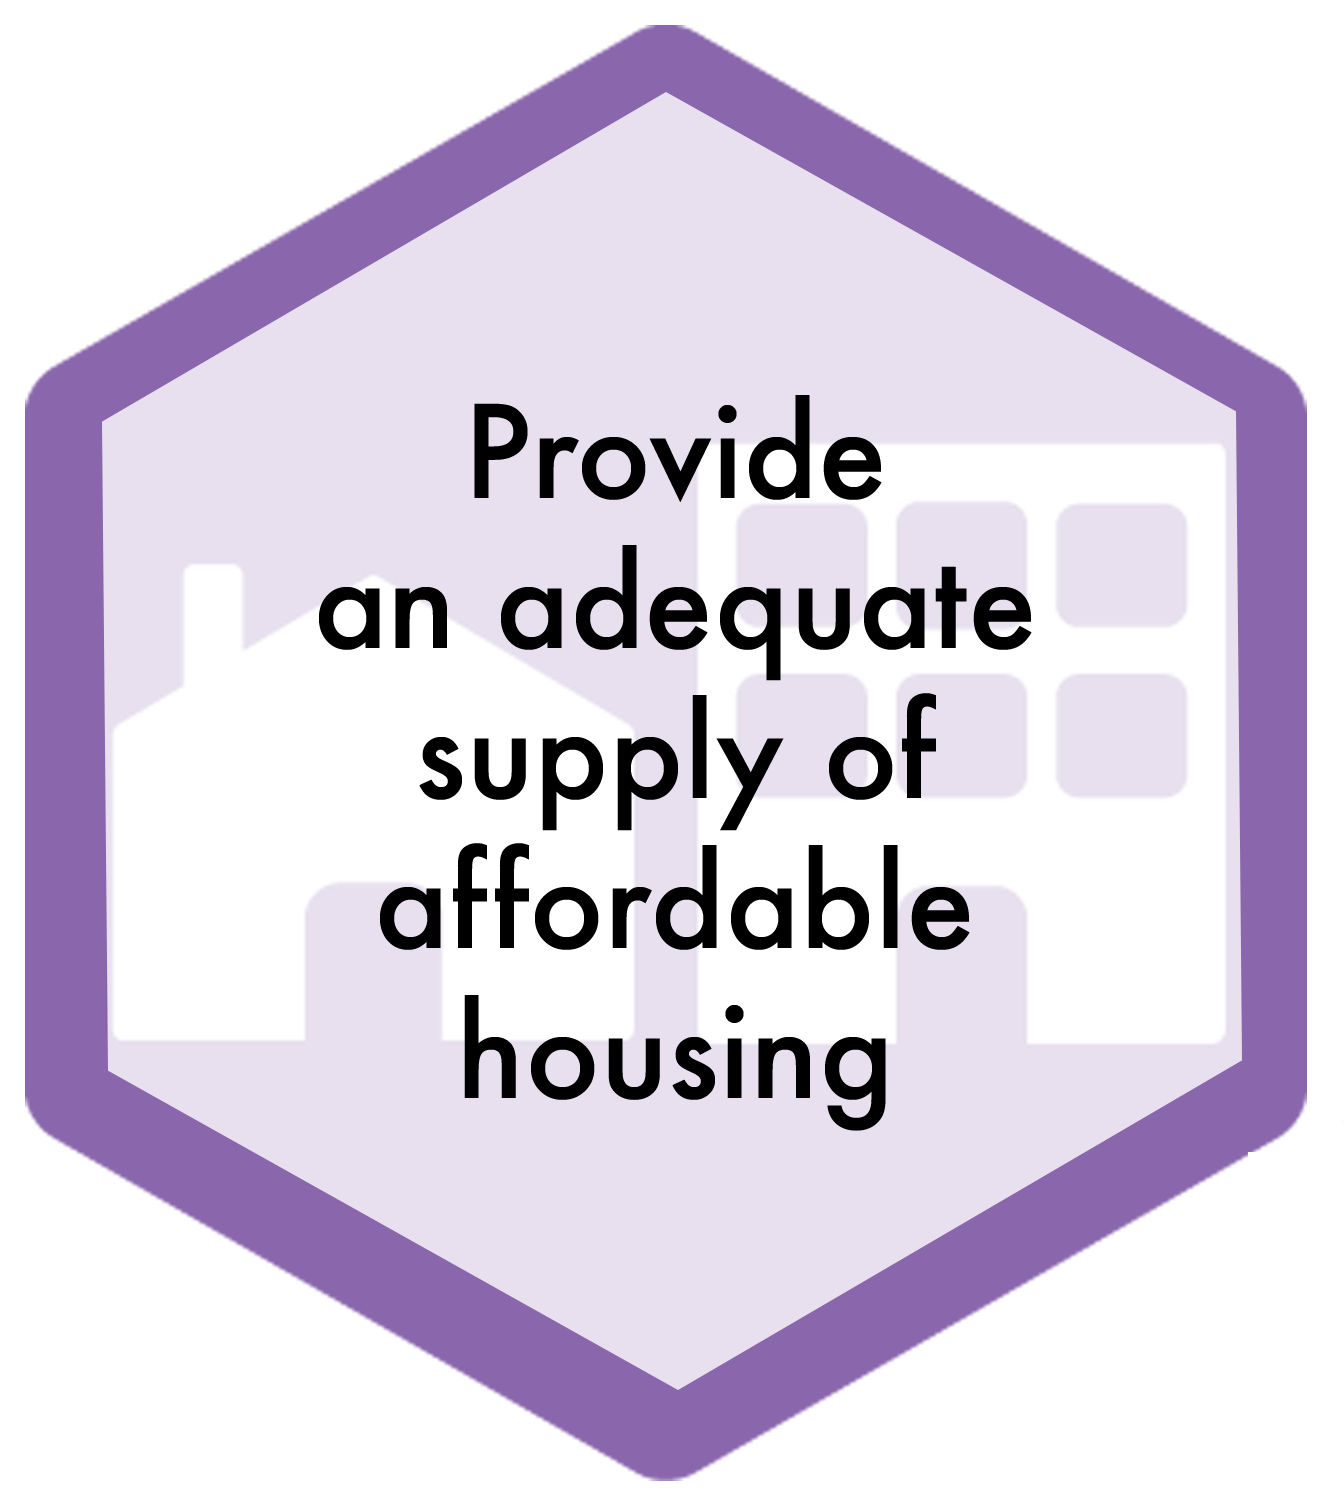 Provide
an adequate
supply of
affordable
housing